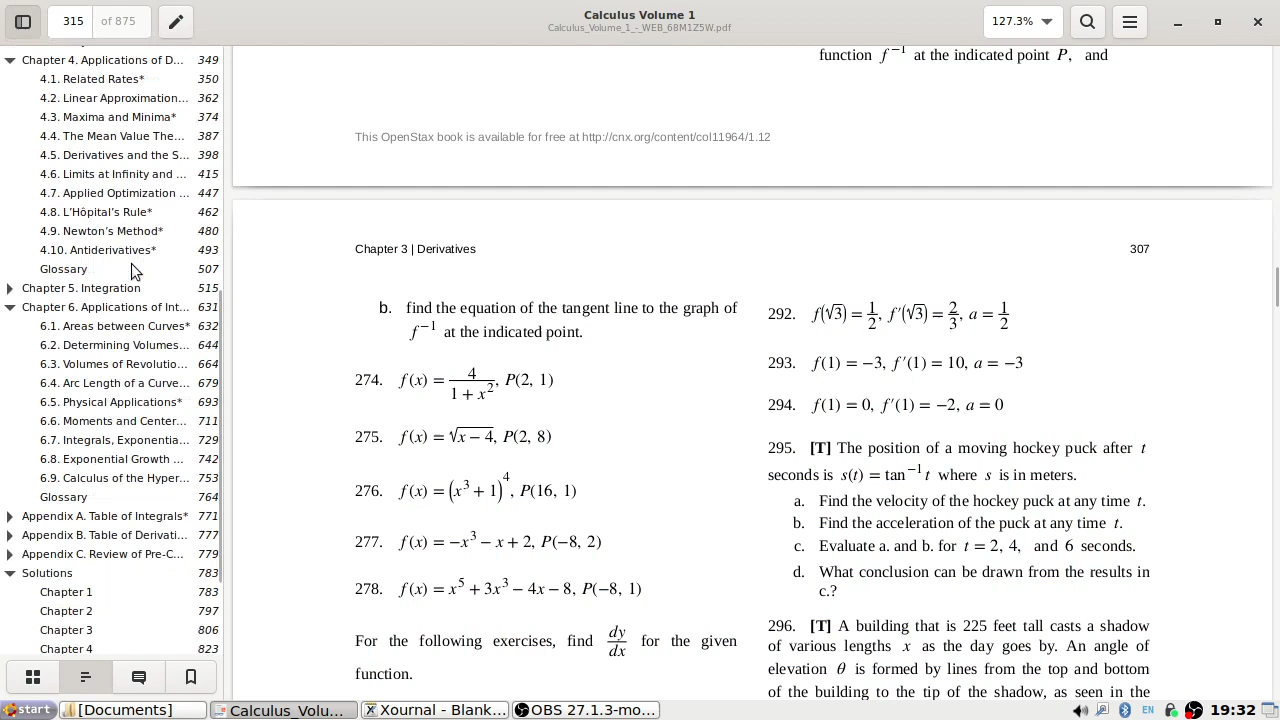 315 of 875
Calculus Volume 1
Calculus_Volume_1_-_WEB_68M1Z5W.pdf
127.3%
Chapter 4. Applications of D... 349
4.1. Related Rates* 350
4.2. Linear Approximation... 362
4.3. Maxima and Minima* 374
4.4. The Mean Value The... 387
4.5. Derivatives and the S... 398
4.6. Limits at Infinity and ... 415
4.7. Applied Optimization ... 447
4.8. L’Hôpital’s Rule* 462
4.9. Newton’s Method* 480
4.10. Antiderivatives* 493
Glossary 507
Chapter 5. Integration 515
Chapter 6. Applications of Int... 631
6.1. Areas between Curves* 632
6.2. Determining Volumes... 644
6.3. Volumes of Revolutio... 664
6.4. Arc Length of a Curve... 679
6.5. Physical Applications* 693
6.6. Moments and Center... 711
6.7. Integrals, Exponentia... 729
6.8. Exponential Growth ... 742
6.9. Calculus of the Hyper... 753
Glossary 764
Appendix A. Table of Integrals* 771
Appendix B. Table of Derivati... 777
Appendix C. Review of Pre-C... 779
Solutions 783
Chapter 1 783
Chapter 2 797
Chapter 3 806
Chapter 4 823
function f⁻¹ at the indicated point P, and
This OpenStax book is available for free at http://cnx.org/content/col11964/1.12
Chapter 3 | Derivatives 307
b. find the equation of the tangent line to the graph of
f⁻¹ at the indicated point.
274. f(x) = 4/(1 + x²), P(2, 1)
275. f(x) = √(x − 4), P(2, 8)
276. f(x) = (x³ + 1)⁴, P(16, 1)
277. f(x) = −x³ − x + 2, P(−8, 2)
278. f(x) = x⁵ + 3x³ − 4x − 8, P(−8, 1)
For the following exercises, find dy/dx for the given
function.
292. f(√3) = 1/2, f′(√3) = 2/3, a = 1/2
293. f(1) = −3, f′(1) = 10, a = −3
294. f(1) = 0, f′(1) = −2, a = 0
295. [T] The position of a moving hockey puck after t
seconds is s(t) = tan⁻¹ t where s is in meters.
a. Find the velocity of the hockey puck at any time t.
b. Find the acceleration of the puck at any time t.
c. Evaluate a. and b. for t = 2, 4, and 6 seconds.
d. What conclusion can be drawn from the results in
c.?
296. [T] A building that is 225 feet tall casts a shadow
of various lengths x as the day goes by. An angle of
elevation θ is formed by lines from the top and bottom
of the building to the tip of the shadow, as seen in the
start [Documents] Calculus_Volu... Xournal - Blank... OBS 27.1.3-mo... EN 19:32